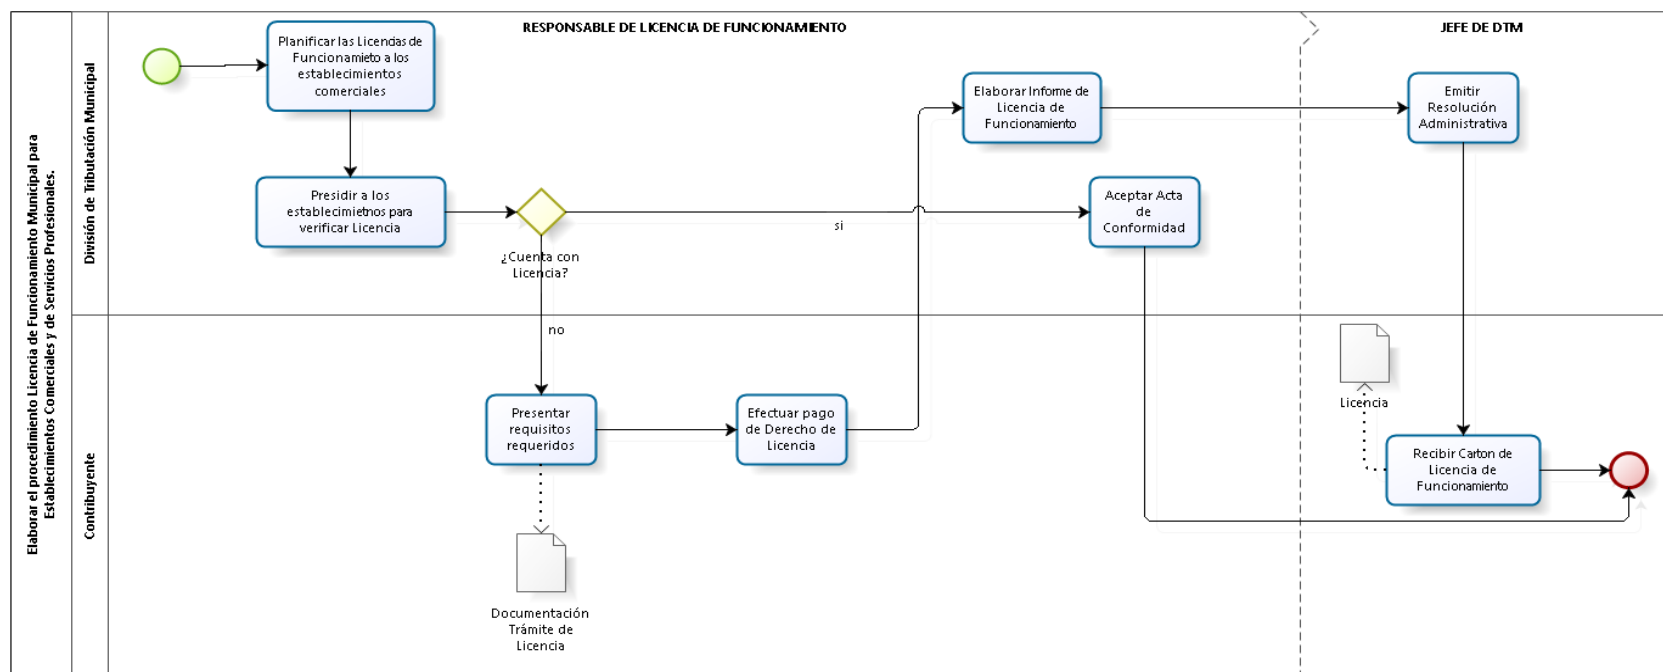 Elaborar el procedimiento Licencia de Funcionamiento Municipal para
Establecimientos Comerciales y de Servicios Profesionales.
División de Tributación Municipal
Contribuyente
RESPONSABLE DE LICENCIA DE FUNCIONAMIENTO
JEFE DE DTM
Planificar las Licencias de
Funcionamieto a los
establecimientos
comerciales
Presidir a los
establecimietnos para
verificar Licencia
¿Cuenta con
Licencia?
si
no
Elaborar Informe de
Licencia de
Funcionamiento
Aceptar Acta
de
Conformidad
Emitir
Resolución
Administrativa
Presentar
requisitos
requeridos
Efectuar pago
de Derecho de
Licencia
Licencia
Recibir Carton de
Licencia de
Funcionamiento
Documentación
Trámite de
Licencia